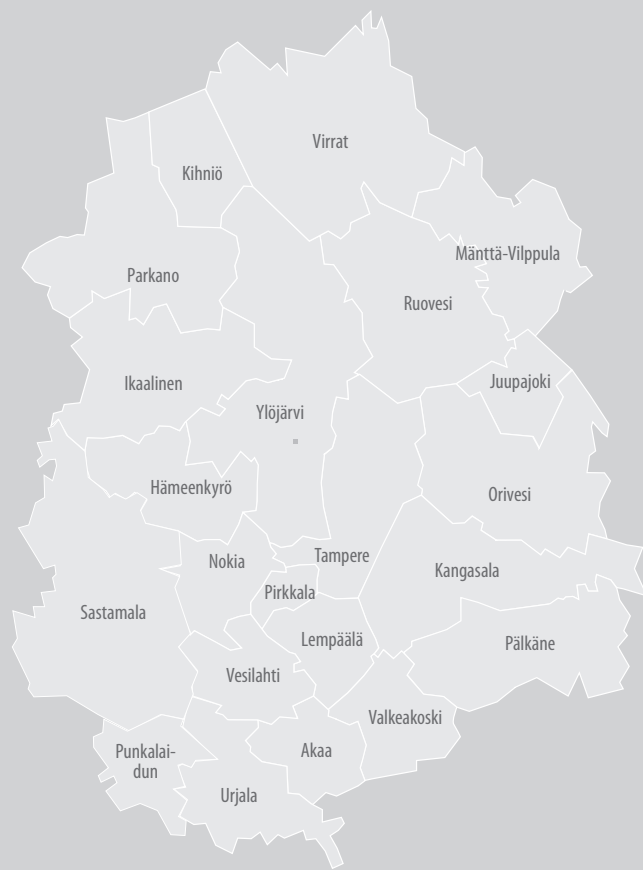 Virrat
Kihniö
Mänttä-Vilppula
Parkano
Ruovesi
Ikaalinen
Juupajoki
Ylöjärvi
Hämeenkyrö
Orivesi
Nokia
Tampere
Kangasala
Pirkkala
Sastamala
Lempäälä
Pälkäne
Vesilahti
Valkeakoski
Punkalai-
dun
Akaa
Urjala